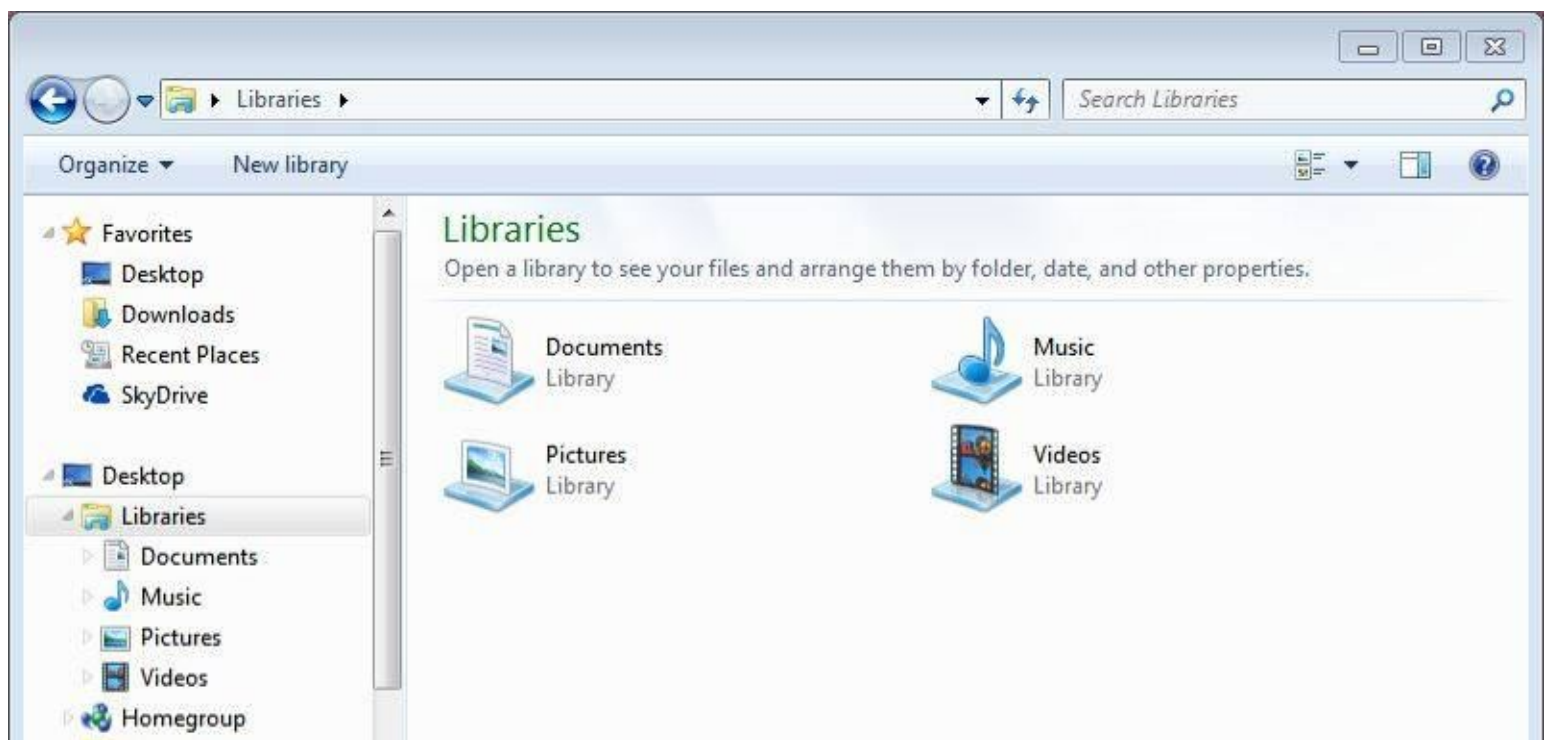 Libraries
Search Libraries
Organize
New library
Favorites
Desktop
Downloads
Recent Places
SkyDrive
Desktop
Libraries
Documents
Music
Pictures
Videos
Homegroup
Libraries
Open a library to see your files and arrange them by folder, date, and other properties.
Documents
Library
Music
Library
Pictures
Library
Videos
Library